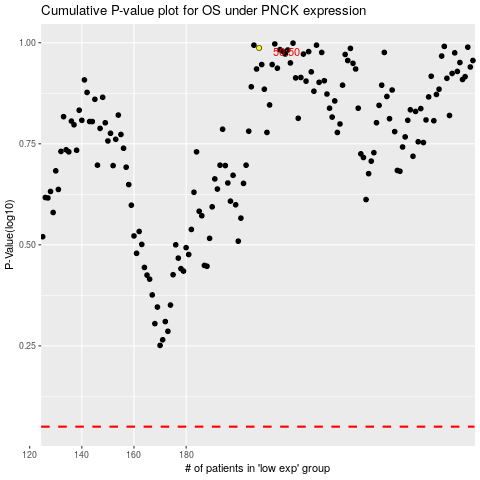 Cumulative P-value plot for OS under PNCK expression
P-Value(log10)
1.00
0.75
0.50
0.25
120
140
160
180
# of patients in 'low exp' group